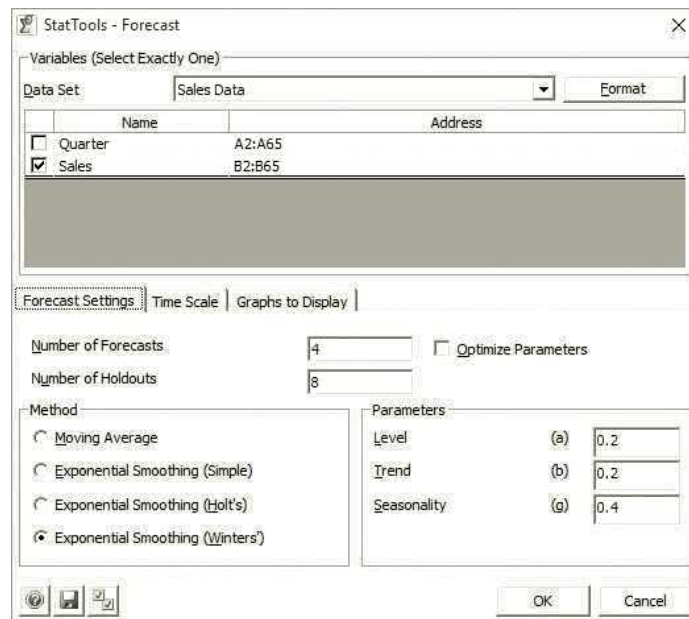 StatTools - Forecast
Variables (Select Exactly One)
Data Set Sales Data Format
Name Address
Quarter A2:A65
Sales B2:B65
Forecast Settings Time Scale Graphs to Display
Number of Forecasts 4 Optimize Parameters
Number of Holdouts 8
Method
Moving Average
Exponential Smoothing (Simple)
Exponential Smoothing (Holt's)
Exponential Smoothing (Winters')
Parameters
Level (a) 0.2
Trend (b) 0.2
Seasonality (g) 0.4
OK Cancel